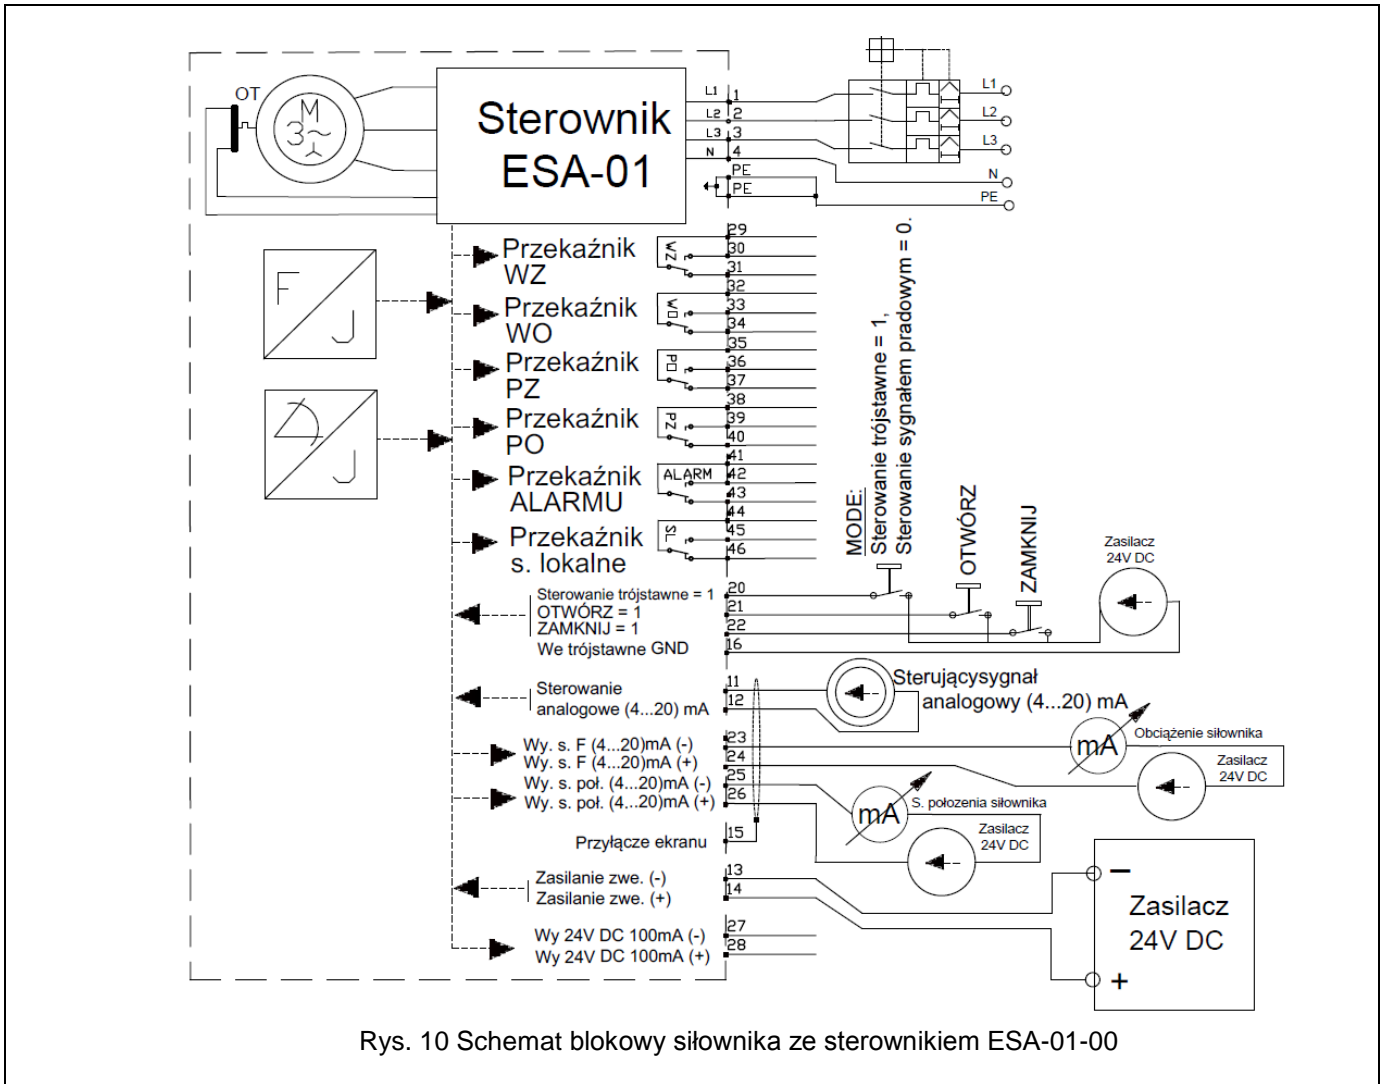 OT
M
3
Sterownik
ESA-01
L1 1
L2 2
L3 3
N 4
PE
PE
L1
L2
L3
N
PE
F
J
J
Przekaźnik
WZ
WZ
29
30
31
Przekaźnik
WO
WO
32
33
34
Przekaźnik
PZ
PO
35
36
37
Przekaźnik
PO
PZ
38
39
40
Przekaźnik
ALARMU
ALARM
41
42
43
Przekaźnik
s. lokalne
SL
44
45
46
MODE:
Sterowanie trójstawne = 1,
Sterowanie sygnałem pradowym = 0.
OTWÓRZ
ZAMKNIJ
Zasilacz
24V DC
Sterowanie trójstawne = 1 20
OTWÓRZ = 1 21
ZAMKNIJ = 1 22
We trójstawne GND 16
Sterowanie 11
analogowe (4...20) mA 12
Sterującysygnał
analogowy (4...20) mA
Wy. s. F (4...20)mA (-) 23
Wy. s. F (4...20)mA (+) 24
Wy. s. poł. (4...20)mA (-) 25
Wy. s. poł. (4...20)mA (+) 26
mA
Obciążenie siłownika
Zasilacz
24V DC
mA
S. połozenia siłownika
Zasilacz
24V DC
Przyłącze ekranu 15
Zasilanie zwe. (-) 13
Zasilanie zwe. (+) 14
Wy 24V DC 100mA (-) 27
Wy 24V DC 100mA (+) 28
−
Zasilacz
24V DC
+
Rys. 10 Schemat blokowy siłownika ze sterownikiem ESA-01-00